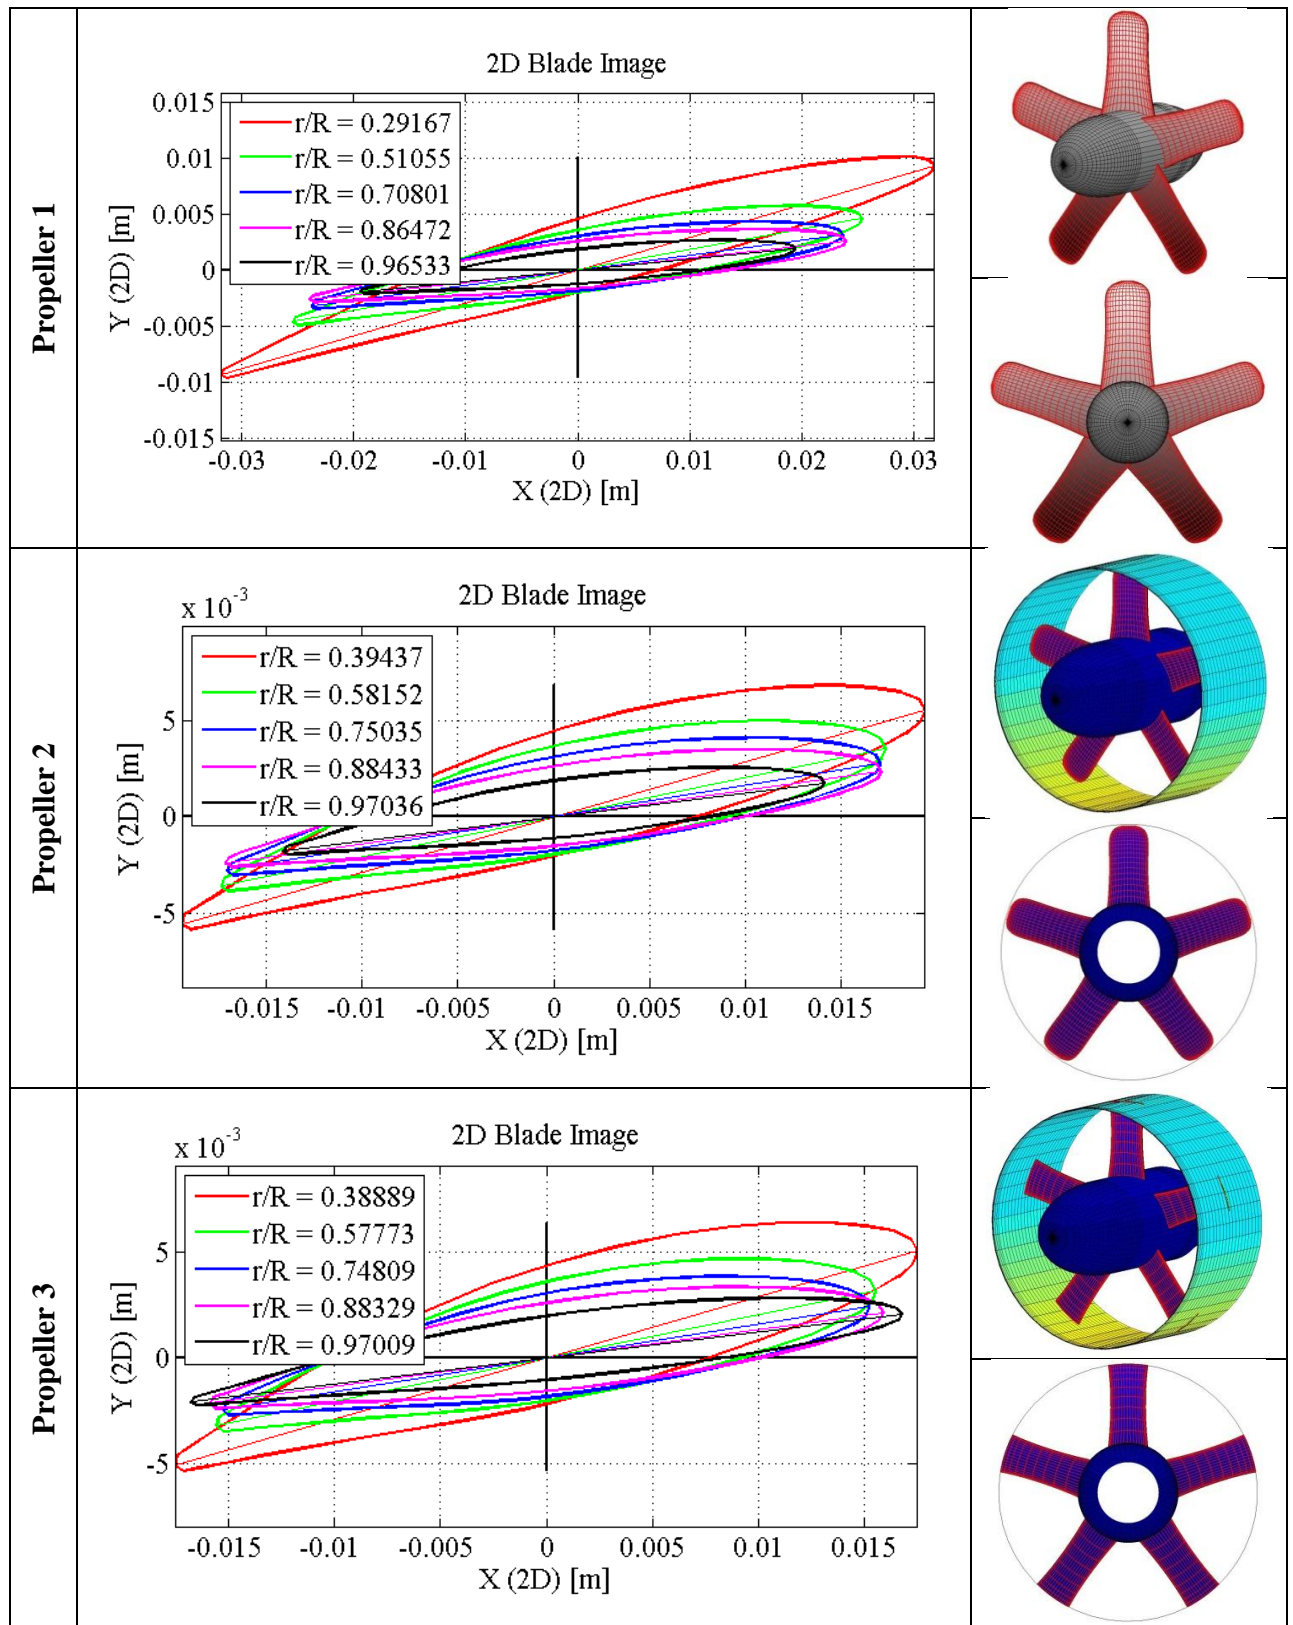 Propeller 1
2D Blade Image
0.015
0.01
0.005
0
-0.005
-0.01
-0.015
Y (2D) [m]
r/R = 0.29167
r/R = 0.51055
r/R = 0.70801
r/R = 0.86472
r/R = 0.96533
-0.03 -0.02 -0.01 0 0.01 0.02 0.03
X (2D) [m]
Propeller 2
x 10-3
2D Blade Image
5
0
-5
Y (2D) [m]
r/R = 0.39437
r/R = 0.58152
r/R = 0.75035
r/R = 0.88433
r/R = 0.97036
-0.015 -0.01 -0.005 0 0.005 0.01 0.015
X (2D) [m]
Propeller 3
x 10-3
2D Blade Image
5
0
-5
Y (2D) [m]
r/R = 0.38889
r/R = 0.57773
r/R = 0.74809
r/R = 0.88329
r/R = 0.97009
-0.015 -0.01 -0.005 0 0.005 0.01 0.015
X (2D) [m]